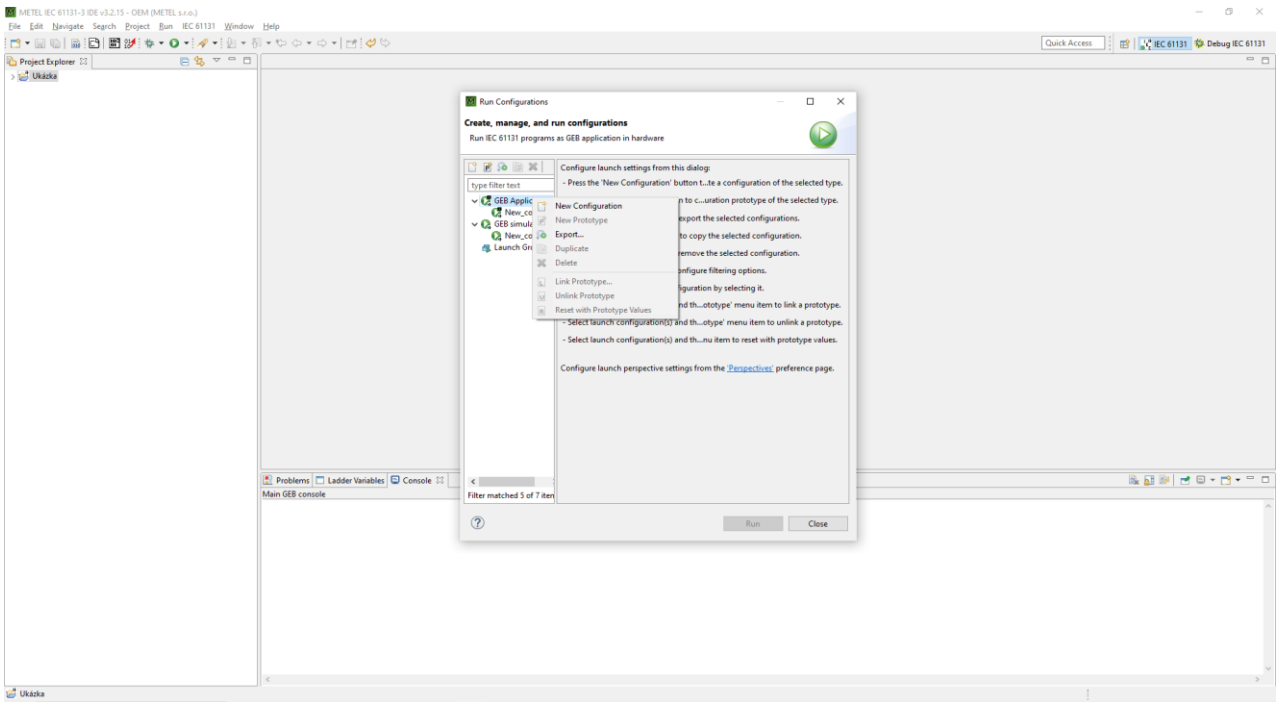 METEL IEC 61131-3 IDE v3.2.15 - OEM (METEL s.r.o.)
File Edit Navigate Search Project Run IEC 61131 Window Help
Quick Access
IEC 61131
Debug IEC 61131
Project Explorer
Ukázka
Run Configurations
Create, manage, and run configurations
Run IEC 61131 programs as GEB application in hardware
type filter text
GEB Applic
New_co
GEB simula
New_co
Launch Gr
Filter matched 5 of 7 iten
New Configuration
New Prototype
Export...
Duplicate
Delete
Link Prototype...
Unlink Prototype
Reset with Prototype Values
Configure launch settings from this dialog:
- Press the 'New Configuration' button t...te a configuration of the selected type.
n to c...uration prototype of the selected type.
export the selected configurations.
to copy the selected configuration.
remove the selected configuration.
onfigure filtering options.
figuration by selecting it.
nd th...ototype' menu item to link a prototype.
- Select launch configuration(s) and th...otype' menu item to unlink a prototype.
- Select launch configuration(s) and th...nu item to reset with prototype values.
Configure launch perspective settings from the 'Perspectives' preference page.
Run
Close
Problems
Ladder Variables
Console
Main GEB console
Ukázka